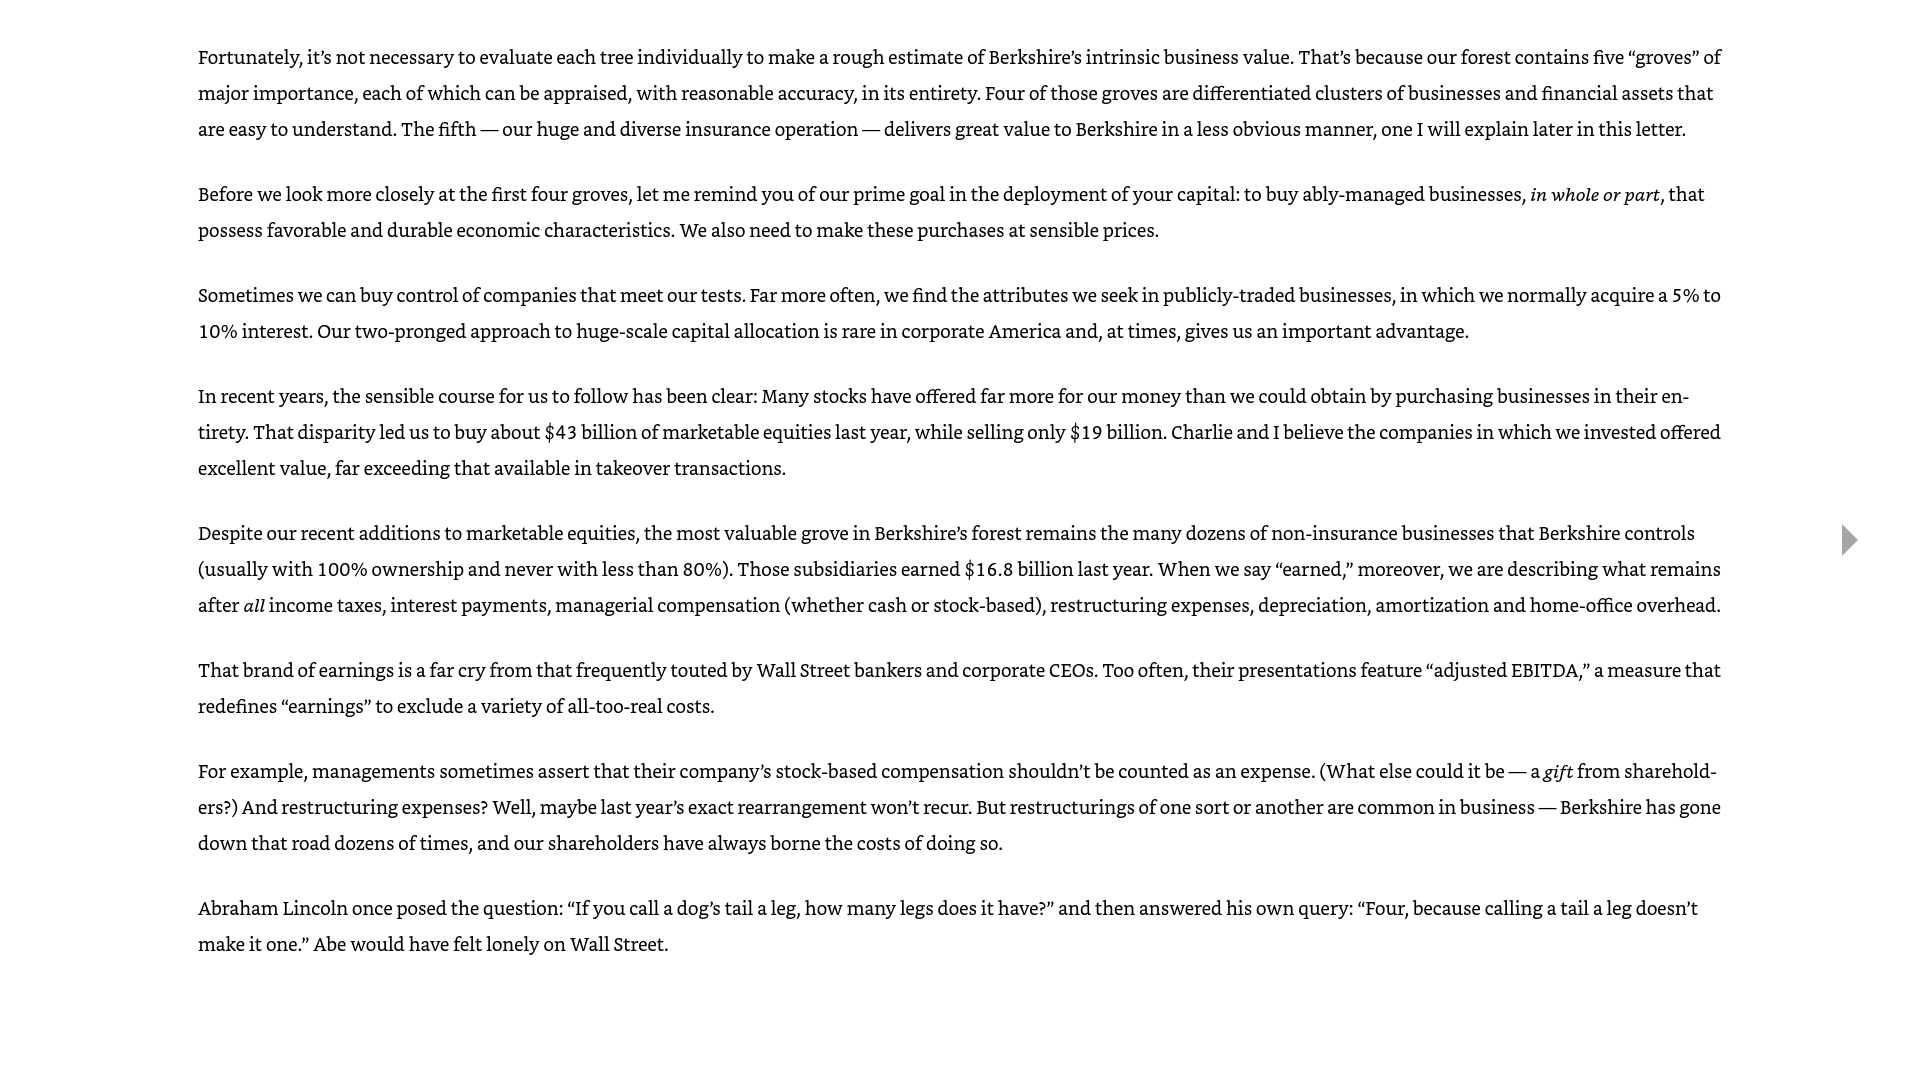 Fortunately, it’s not necessary to evaluate each tree individually to make a rough estimate of Berkshire’s intrinsic business value. That’s because our forest contains five “groves” of
major importance, each of which can be appraised, with reasonable accuracy, in its entirety. Four of those groves are differentiated clusters of businesses and financial assets that
are easy to understand. The fifth — our huge and diverse insurance operation — delivers great value to Berkshire in a less obvious manner, one I will explain later in this letter.
Before we look more closely at the first four groves, let me remind you of our prime goal in the deployment of your capital: to buy ably-managed businesses, in whole or part, that
possess favorable and durable economic characteristics. We also need to make these purchases at sensible prices.
Sometimes we can buy control of companies that meet our tests. Far more often, we find the attributes we seek in publicly-traded businesses, in which we normally acquire a 5% to
10% interest. Our two-pronged approach to huge-scale capital allocation is rare in corporate America and, at times, gives us an important advantage.
In recent years, the sensible course for us to follow has been clear: Many stocks have offered far more for our money than we could obtain by purchasing businesses in their en-
tirety. That disparity led us to buy about $43 billion of marketable equities last year, while selling only $19 billion. Charlie and I believe the companies in which we invested offered
excellent value, far exceeding that available in takeover transactions.
Despite our recent additions to marketable equities, the most valuable grove in Berkshire’s forest remains the many dozens of non-insurance businesses that Berkshire controls
(usually with 100% ownership and never with less than 80%). Those subsidiaries earned $16.8 billion last year. When we say “earned,” moreover, we are describing what remains
after all income taxes, interest payments, managerial compensation (whether cash or stock-based), restructuring expenses, depreciation, amortization and home-office overhead.
That brand of earnings is a far cry from that frequently touted by Wall Street bankers and corporate CEOs. Too often, their presentations feature “adjusted EBITDA,” a measure that
redefines “earnings” to exclude a variety of all-too-real costs.
For example, managements sometimes assert that their company’s stock-based compensation shouldn’t be counted as an expense. (What else could it be — a gift from sharehold-
ers?) And restructuring expenses? Well, maybe last year’s exact rearrangement won’t recur. But restructurings of one sort or another are common in business — Berkshire has gone
down that road dozens of times, and our shareholders have always borne the costs of doing so.
Abraham Lincoln once posed the question: “If you call a dog’s tail a leg, how many legs does it have?” and then answered his own query: “Four, because calling a tail a leg doesn’t
make it one.” Abe would have felt lonely on Wall Street.